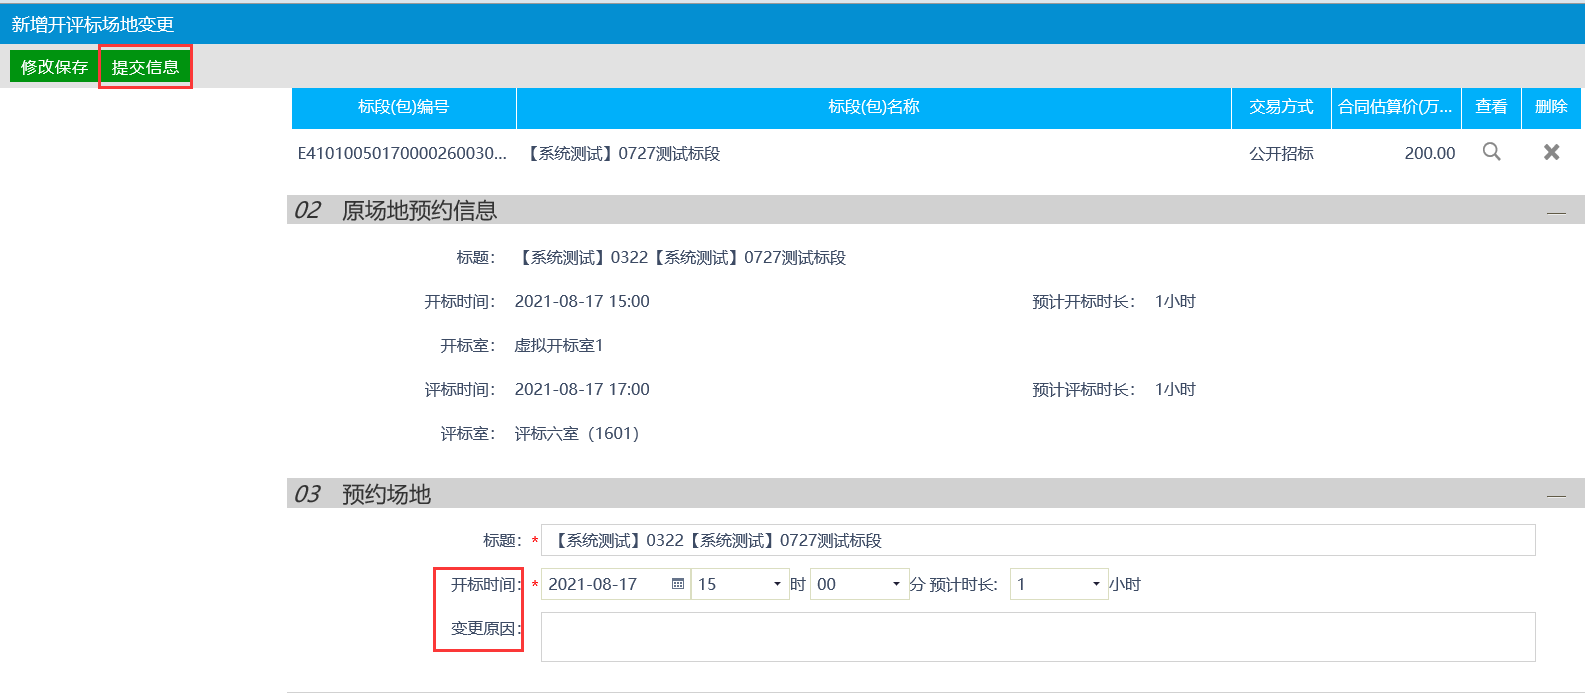 新增开评标场地变更
修改保存 提交信息
标段(包)编号 标段(包)名称 交易方式 合同估算价(万... 查看 删除
E41010050170000260030... 【系统测试】0727测试标段 公开招标 200.00
02 原场地预约信息
标题： 【系统测试】0322【系统测试】0727测试标段
开标时间： 2021-08-17 15:00 预计开标时长： 1小时
开标室： 虚拟开标室1
评标时间： 2021-08-17 17:00 预计评标时长： 1小时
评标室： 评标六室（1601）
03 预约场地
标题：* 【系统测试】0322【系统测试】0727测试标段
开标时间：* 2021-08-17 15 时 00 分 预计时长: 1 小时
变更原因：